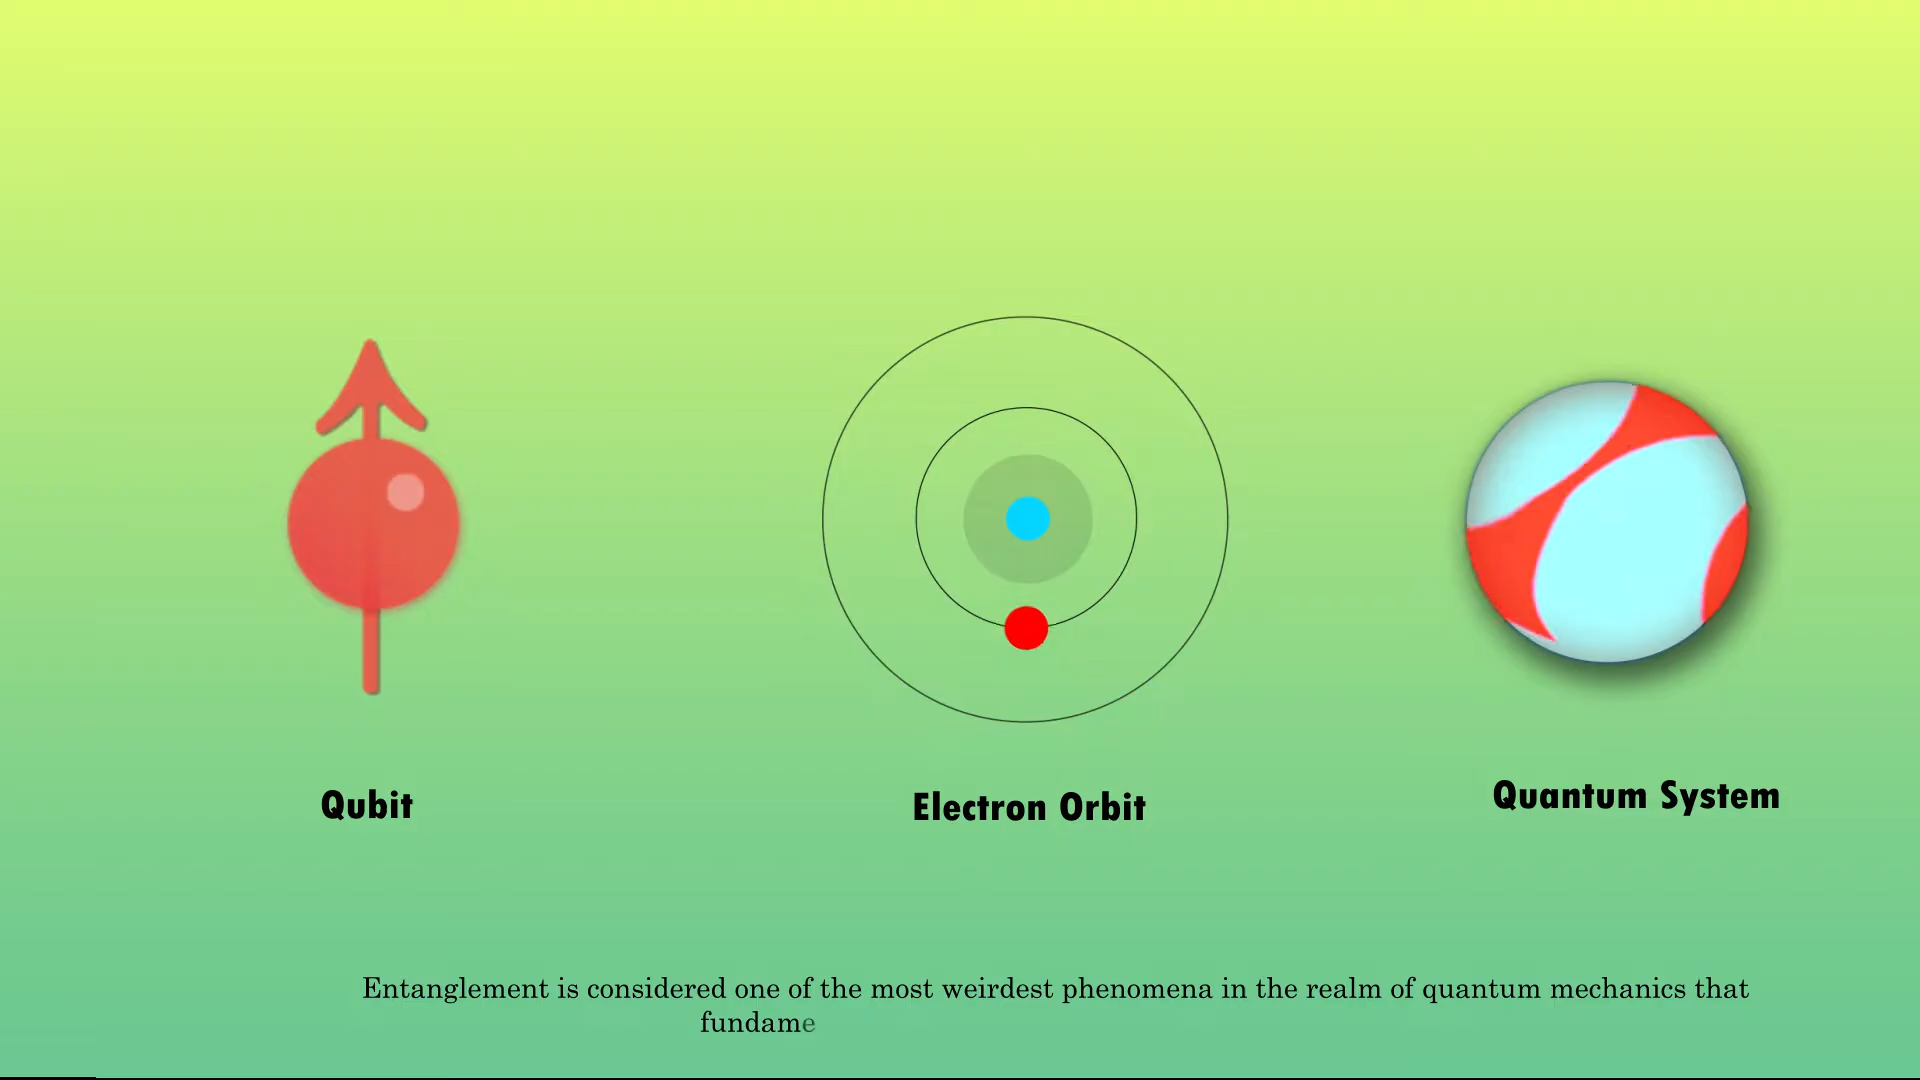 Qubit
Electron Orbit
Quantum System
Entanglement is considered one of the most weirdest phenomena in the realm of quantum mechanics that
fundame